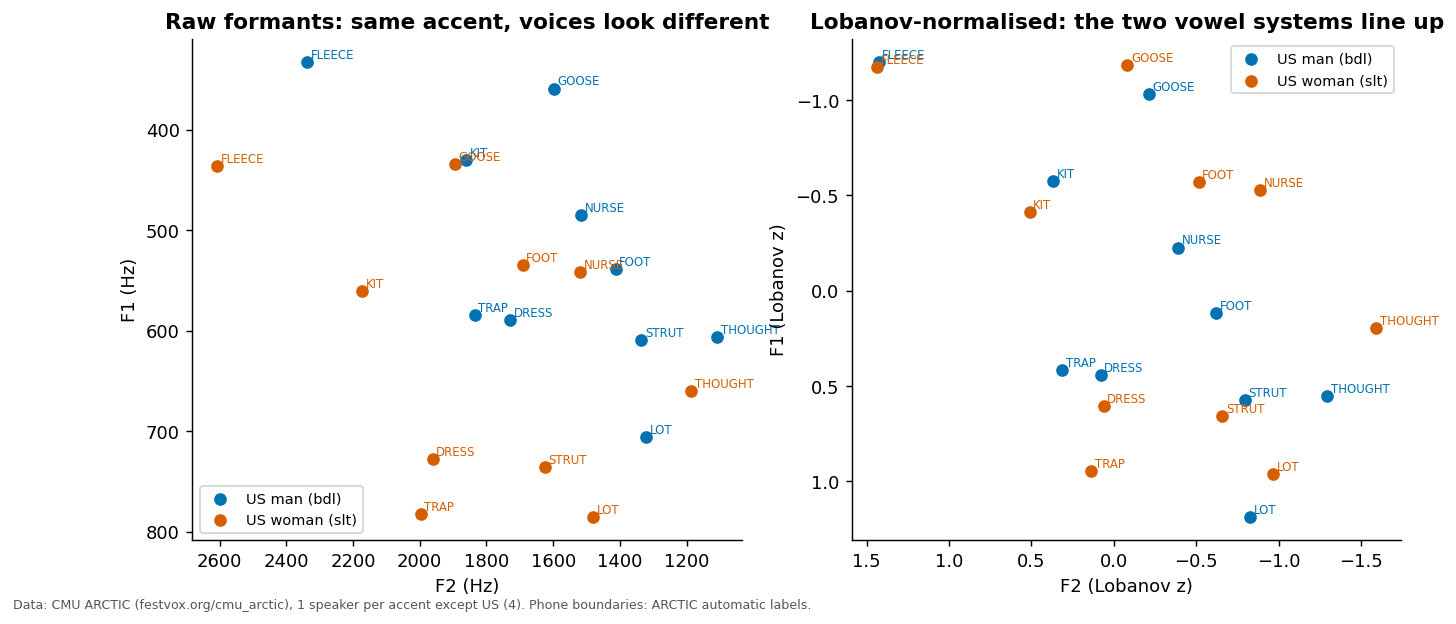 Raw formants: same accent, voices look different
FLEECE
GOOSE
KIT
GOOSE
FLEECE
NURSE
FOOT
NURSE
FOOT
KIT
TRAP
DRESS
STRUT
THOUGHT
THOUGHT
LOT
DRESS
STRUT
TRAP
LOT
US man (bdl)
US woman (slt)
400
500
600
700
800
F1 (Hz)
2600 2400 2200 2000 1800 1600 1400 1200
F2 (Hz)
Lobanov-normalised: the two vowel systems line up
FLEECE
FLEECE
GOOSE
GOOSE
US man (bdl)
US woman (slt)
KIT
FOOT
NURSE
KIT
NURSE
FOOT
THOUGHT
TRAP
DRESS
STRUT
THOUGHT
DRESS
STRUT
TRAP
LOT
LOT
−1.0
−0.5
0.0
0.5
1.0
F1 (Lobanov z)
1.5 1.0 0.5 0.0 −0.5 −1.0 −1.5
F2 (Lobanov z)
Data: CMU ARCTIC (festvox.org/cmu_arctic), 1 speaker per accent except US (4). Phone boundaries: ARCTIC automatic labels.